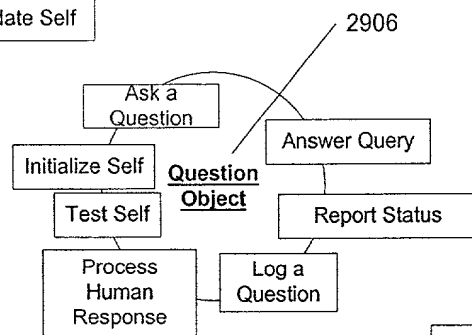 date Self
2906
Ask a
Question
Answer Query
Initialize Self
Question
Object
Test Self
Report Status
Process
Human
Response
Log a
Question